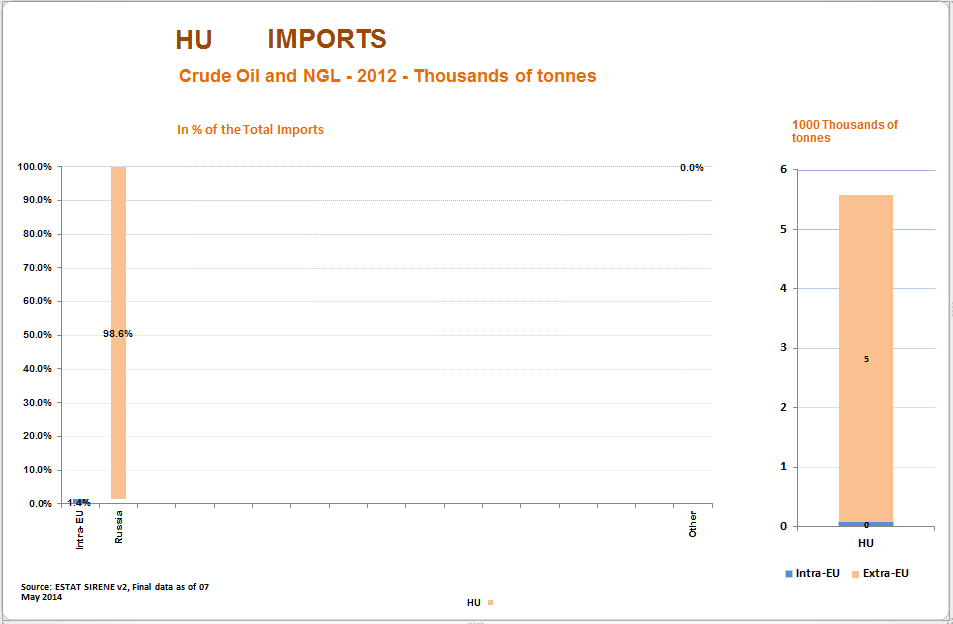 HU IMPORTS
Crude Oil and NGL - 2012 - Thousands of tonnes
In % of the Total Imports
100.0%
90.0%
80.0%
70.0%
60.0%
50.0%
40.0%
30.0%
20.0%
10.0%
0.0%
1.4%
98.6%
0.0%
Intra-EU
Russia
Other
1000 Thousands of
tonnes
6
5
4
3
2
1
0
5
0
HU
Intra-EU Extra-EU
Source: ESTAT SIRENE v2, Final data as of 07
May 2014
HU